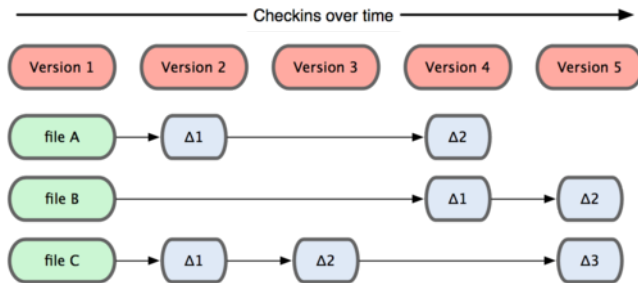 Checkins over time
Version 1 Version 2 Version 3 Version 4 Version 5
file A Δ1 Δ2
file B Δ1 Δ2
file C Δ1 Δ2 Δ3